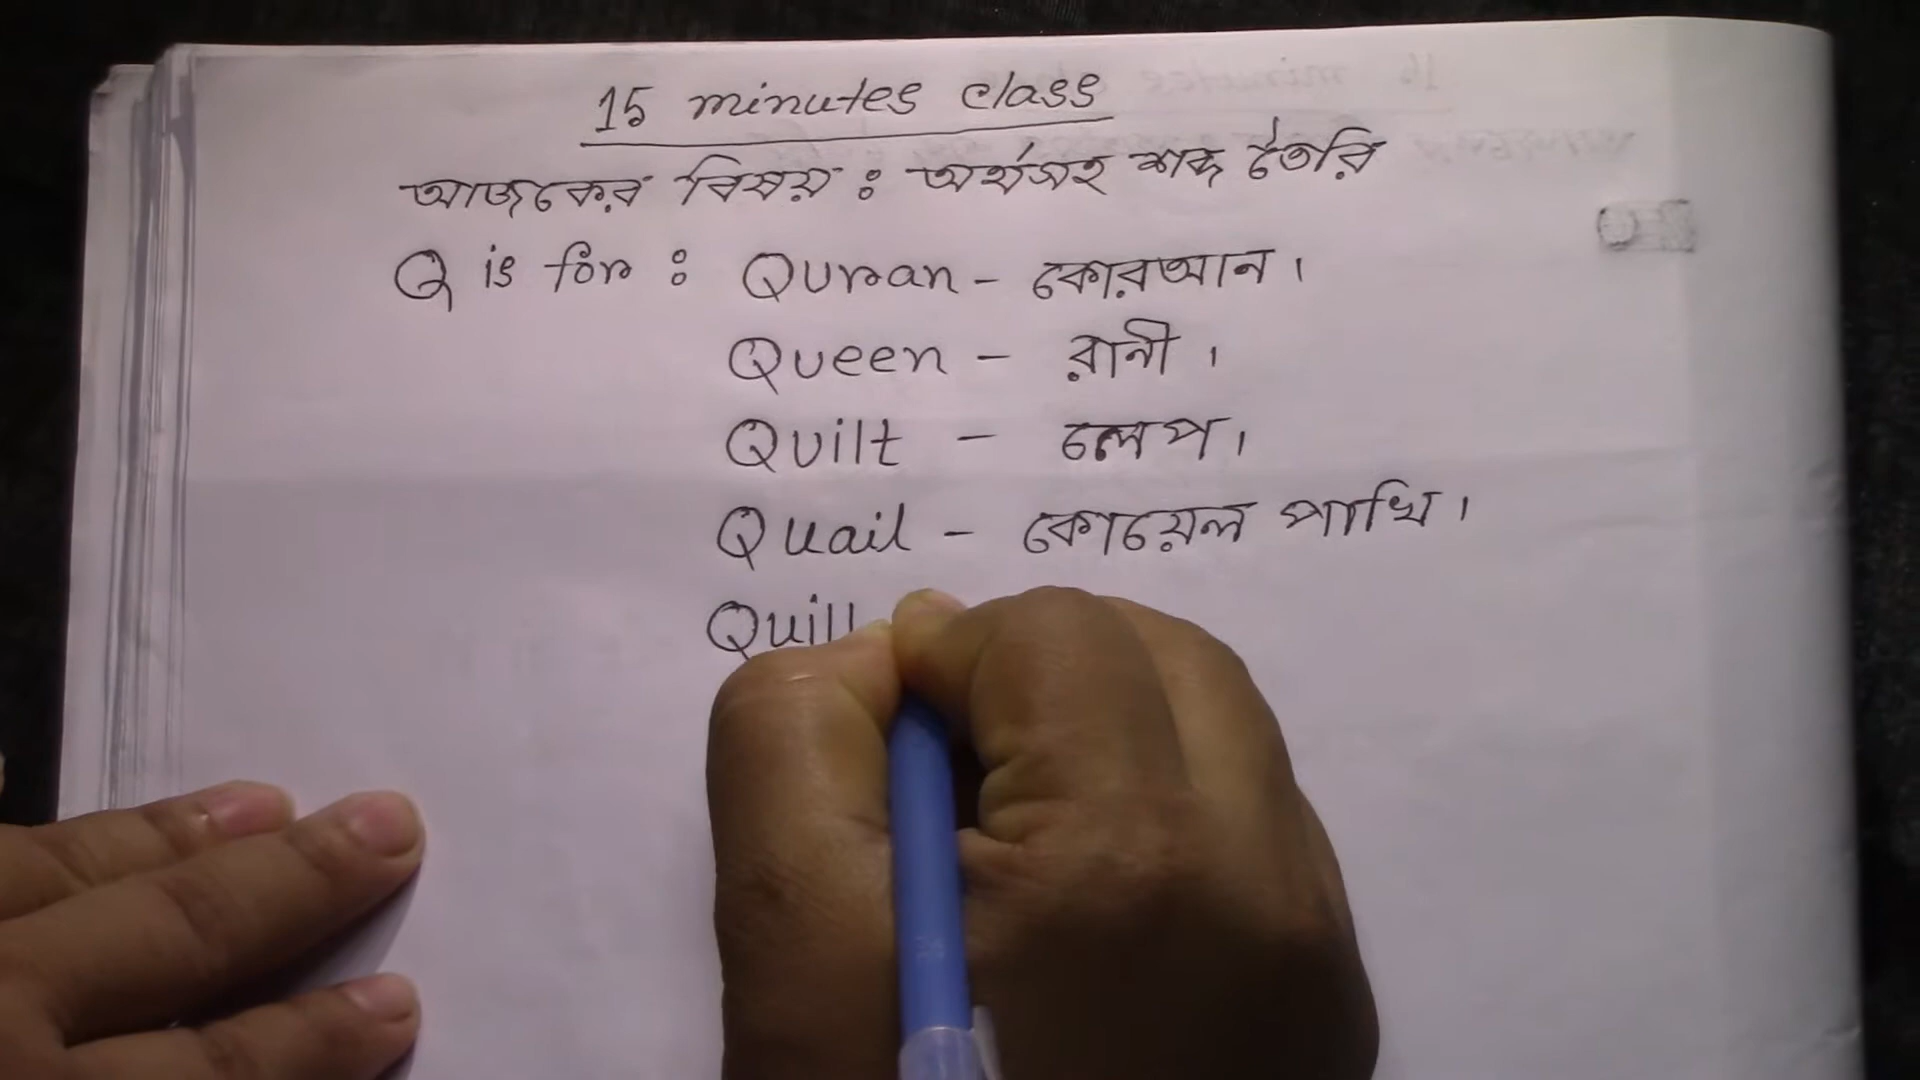 15 minutes class
আজকের বিষয় : অর্থসহ শব্দ তৈরি
Q is for : Quran - কোরআন।
Queen - রানী।
Quilt - লেপ।
Quail - কোয়েল পাখি।
Quill